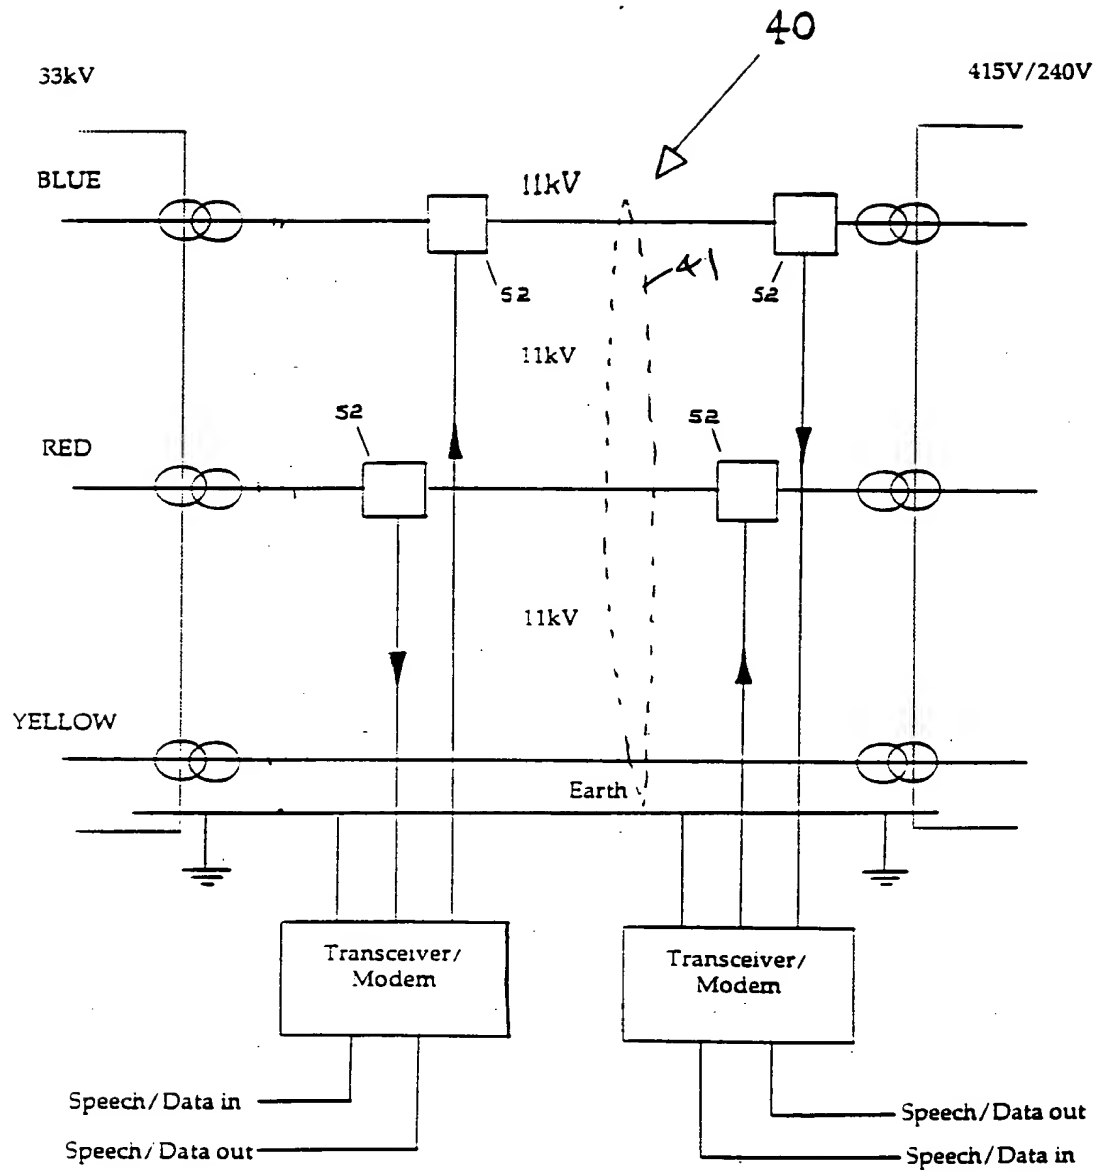 40
33kV
415V/240V
BLUE
11kV
41
52
52
11kV
52
52
RED
11kV
YELLOW
Earth
Transceiver/
Modem
Transceiver/
Modem
Speech/Data in
Speech/Data out
Speech/Data out
Speech/Data in